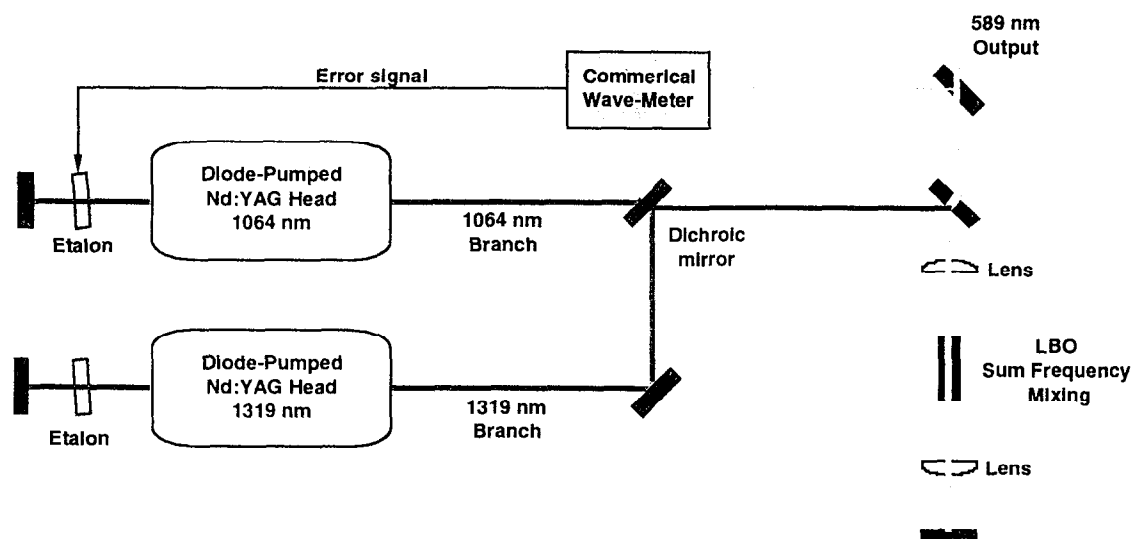 589 nm
Output
Error signal
Commerical
Wave-Meter
Diode-Pumped
Nd:YAG Head
1064 nm
Etalon
1064 nm
Branch
Dichroic
mirror
Lens
Diode-Pumped
Nd:YAG Head
1319 nm
LBO
Sum Frequency
Mixing
Etalon
1319 nm
Branch
Lens